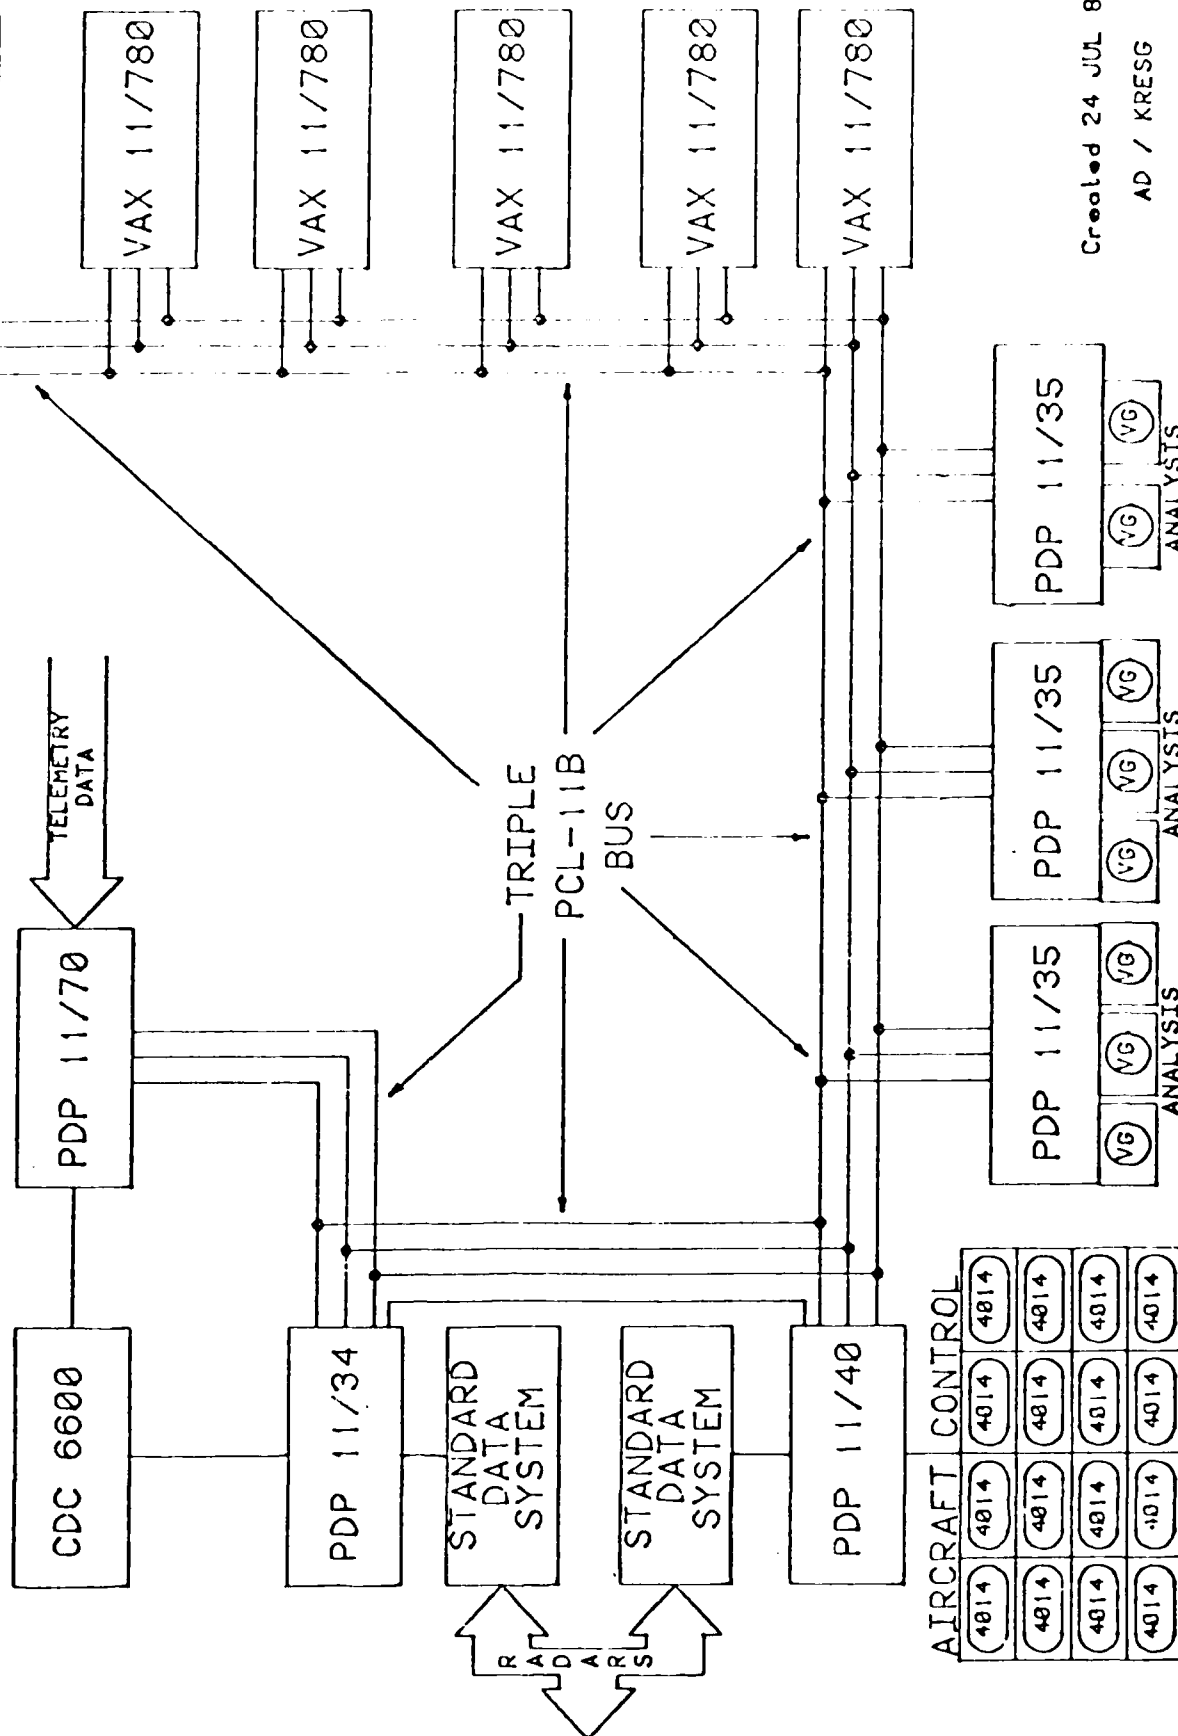 CDC 6600
PDP 11/70
TELEMETRY
DATA
PDP 11/34
STANDARD
DATA
SYSTEM
STANDARD
DATA
SYSTEM
RADARS
PDP 11/40
TRIPLE
PCL-11B
BUS
VAX 11/780
VAX 11/780
VAX 11/780
VAX 11/780
VAX 11/780
AIRCRAFT CONTROL
4014 4014 4014 4014
4014 4014 4014 4014
4014 4014 4014 4014
4014 4014 4014 4014
PDP 11/35
VG VG VG
ANALYSIS
PDP 11/35
VG VG VG
ANALYSTS
PDP 11/35
VG VG
ANALYSTS
Created 24 JUL 8
AD / KRESG